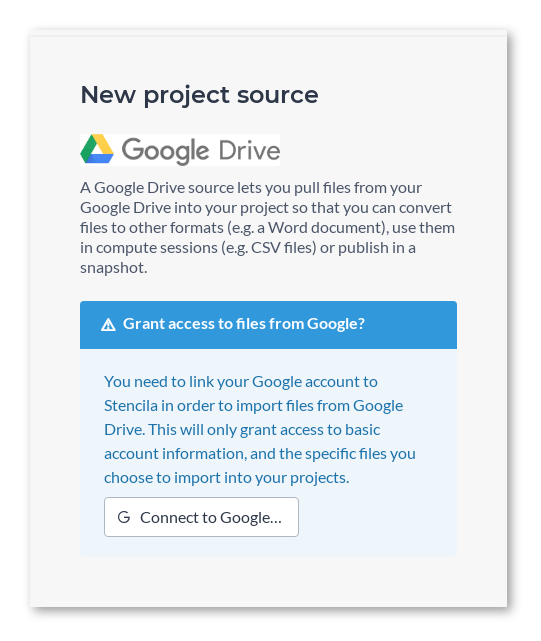 New project source
Google Drive
A Google Drive source lets you pull files from your
Google Drive into your project so that you can convert
files to other formats (e.g. a Word document), use them
in compute sessions (e.g. CSV files) or publish in a
snapshot.
Grant access to files from Google?
You need to link your Google account to
Stencila in order to import files from Google
Drive. This will only grant access to basic
account information, and the specific files you
choose to import into your projects.
Connect to Google...